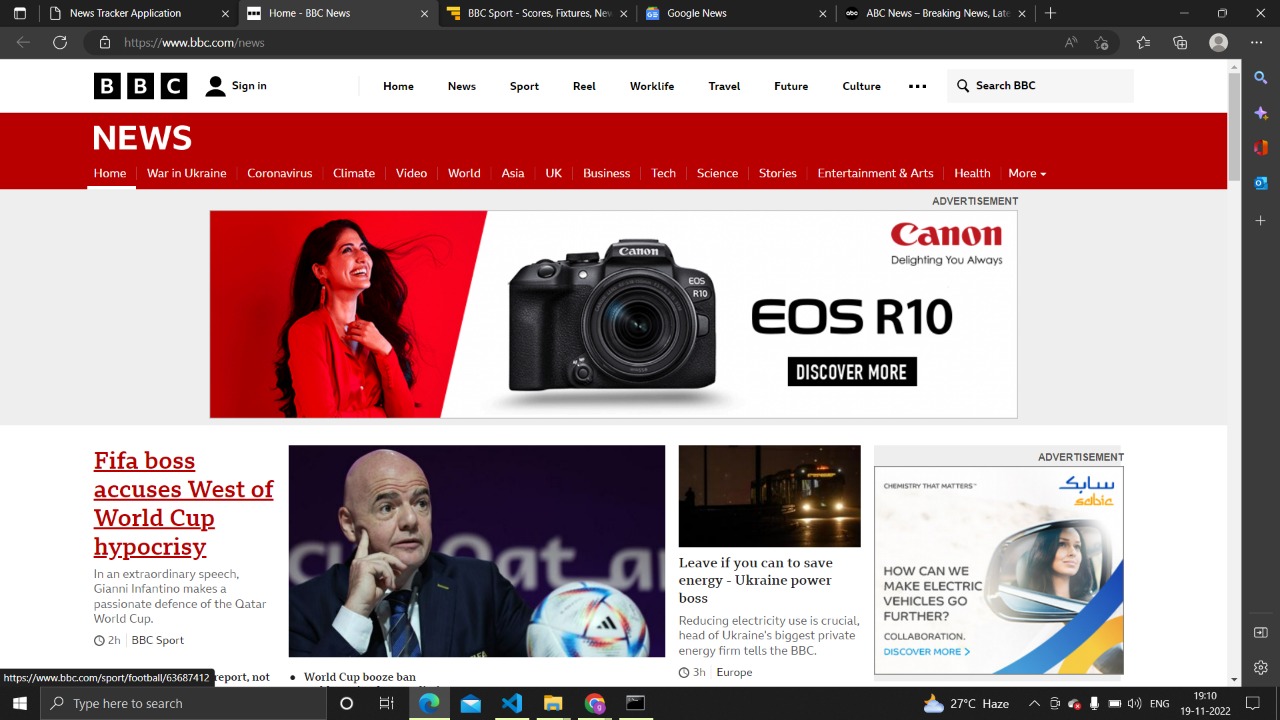 News Application
Home - BBC News
BBC Sport - Scores, Fixtures, New
Google News
ABC News – Breaking News, Late
https://www.bbc.com/news
BBC
Sign in
Home
News
Sport
Reel
Worklife
Travel
Future
Culture
Search BBC
NEWS
Home
War in Ukraine
Coronavirus
Climate
Video
World
Asia
UK
Business
Tech
Science
Stories
Entertainment & Arts
Health
More
ADVERTISEMENT
Canon
Delighting You Always
Canon
EOS
R10
EOS R10
DISCOVER MORE
Fifa boss
accuses West of
World Cup
hypocrisy
In an extraordinary speech,
Gianni Infantino makes a
passionate defence of the Qatar
World Cup.
2h
BBC Sport
Leave if you can to save
energy - Ukraine power
boss
Reducing electricity use is crucial,
head of Ukraine's biggest private
energy firm tells the BBC.
3h
Europe
ADVERTISEMENT
CHEMISTRY THAT MATTERS™
سابك
sabic
HOW CAN WE
MAKE ELECTRIC
VEHICLES GO
FURTHER?
COLLABORATION.
DISCOVER MORE >
https://www.bbc.com/sport/football/63687412
report, not
• World Cup booze ban
Type here to search
27°C Haze
ENG
19:10
19-11-2022